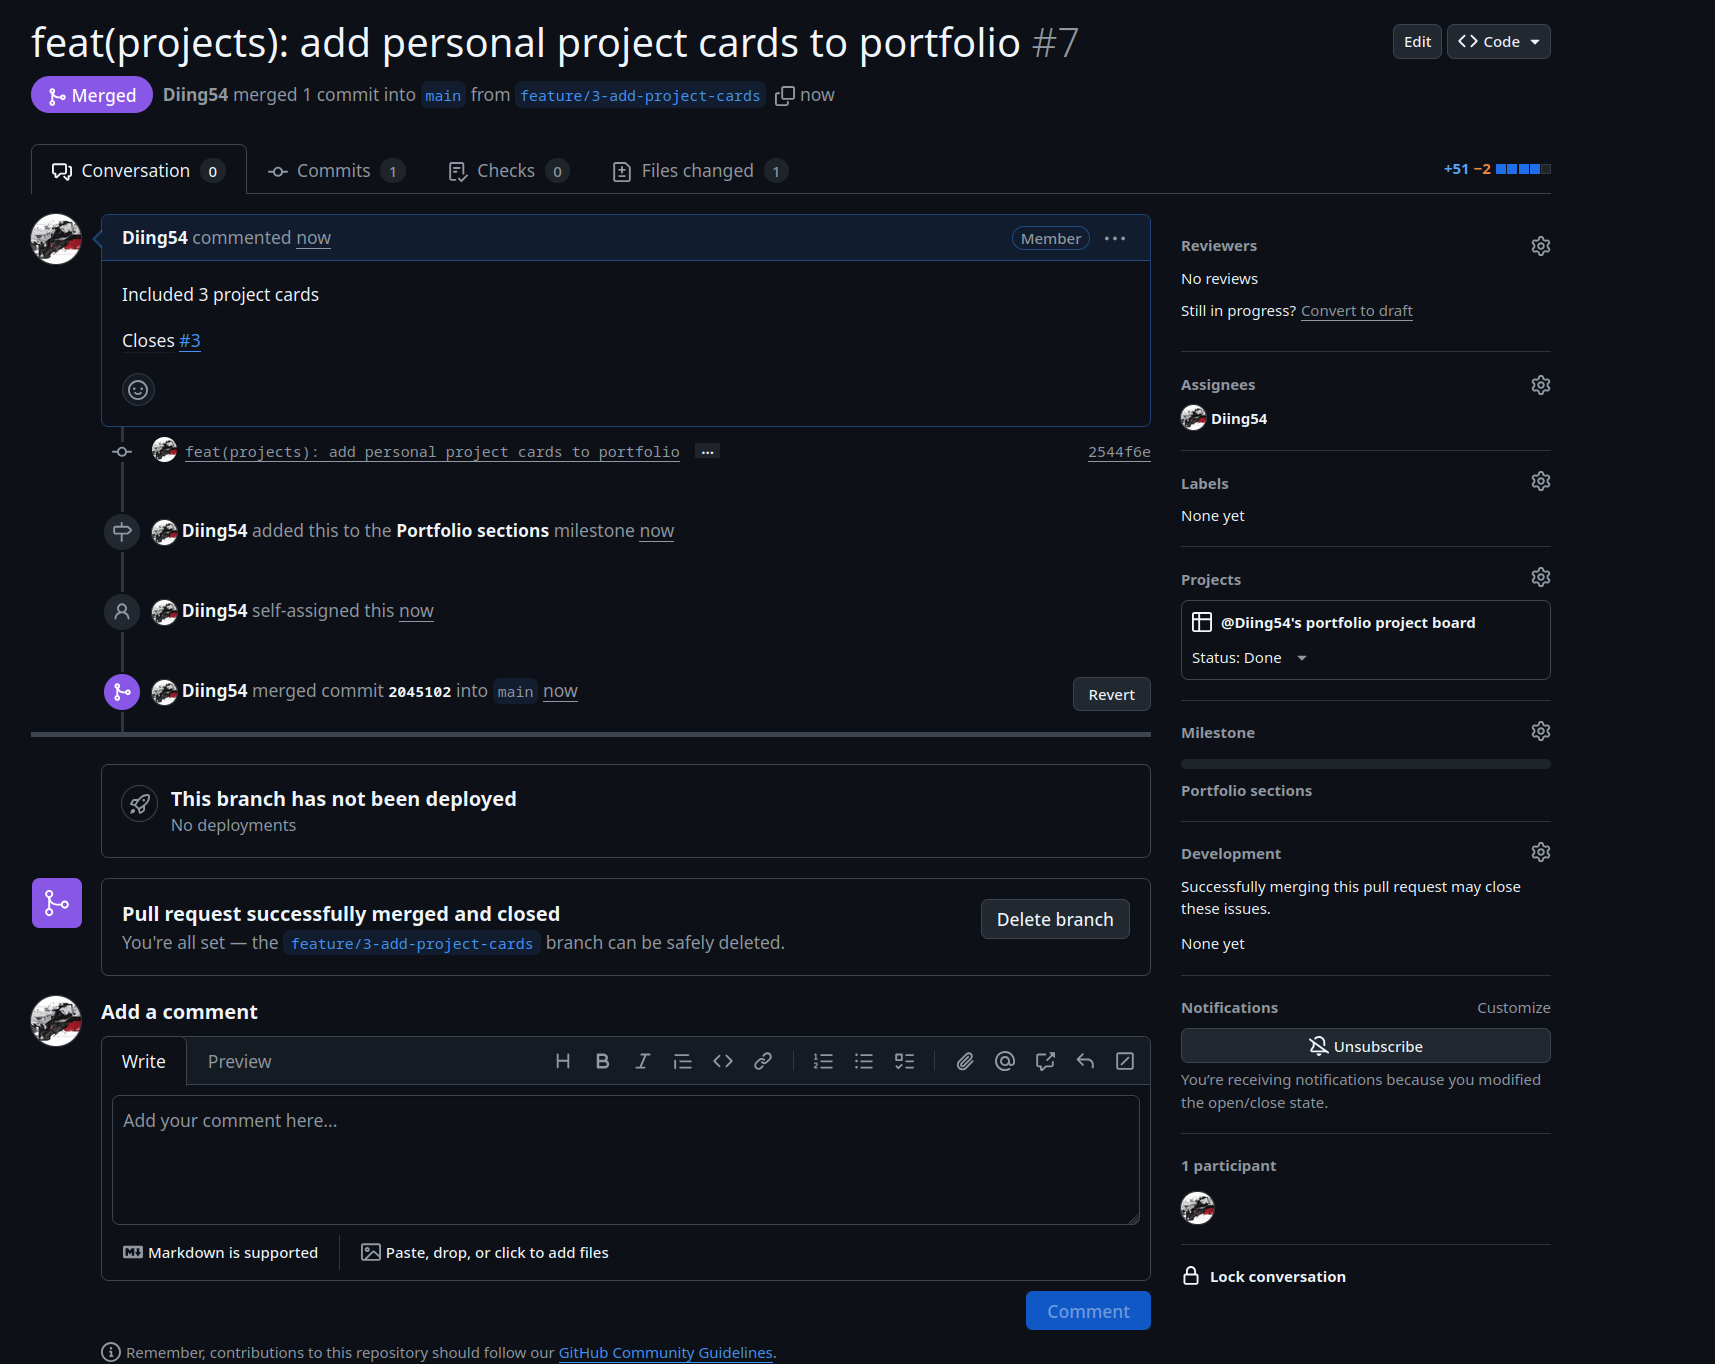 feat(projects): add personal project cards to portfolio #7
Edit
Code
Merged
Diing54 merged 1 commit into main from feature/3-add-project-cards now
Conversation 0
Commits 1
Checks 0
Files changed 1
+51 −2
Diing54 commented now
Member
Included 3 project cards
Closes #3
feat(projects): add personal project cards to portfolio ...
2544f6e
Diing54 added this to the Portfolio sections milestone now
Diing54 self-assigned this now
Diing54 merged commit 2045102 into main now
Revert
This branch has not been deployed
No deployments
Pull request successfully merged and closed
You're all set — the feature/3-add-project-cards branch can be safely deleted.
Delete branch
Add a comment
Write
Preview
Add your comment here...
Markdown is supported
Paste, drop, or click to add files
Comment
Remember, contributions to this repository should follow our GitHub Community Guidelines.
Reviewers
No reviews
Still in progress? Convert to draft
Assignees
Diing54
Labels
None yet
Projects
@Diing54's portfolio project board
Status: Done
Milestone
Portfolio sections
Development
Successfully merging this pull request may close
these issues.
None yet
Notifications
Customize
Unsubscribe
You're receiving notifications because you modified
the open/close state.
1 participant
Lock conversation